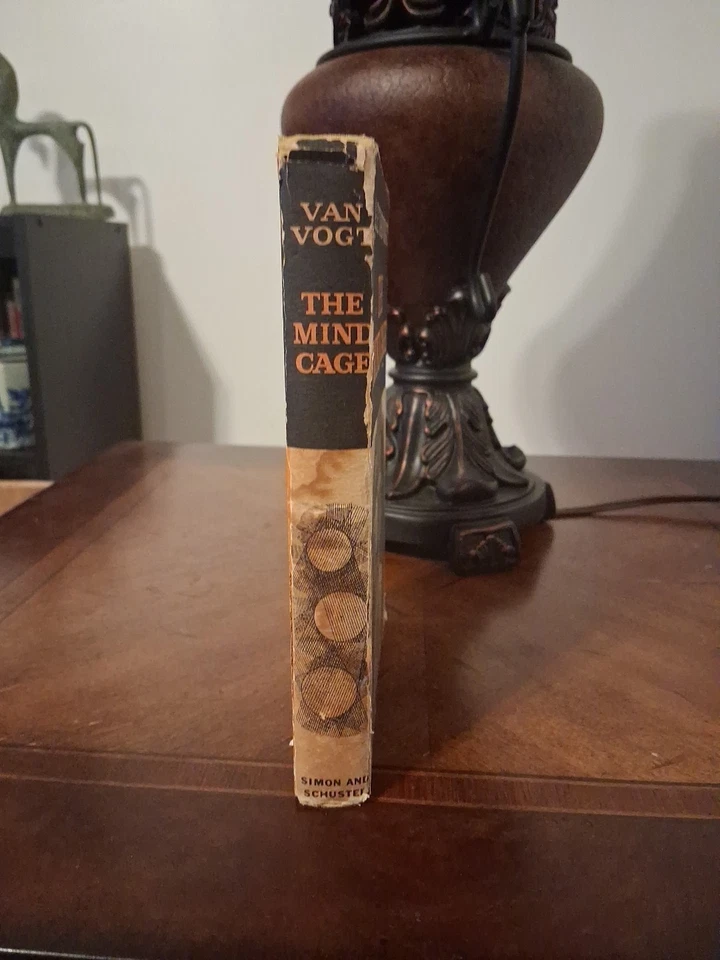 VAN
VOGT
THE
MIND
CAGE
SIMON AND
SCHUSTER